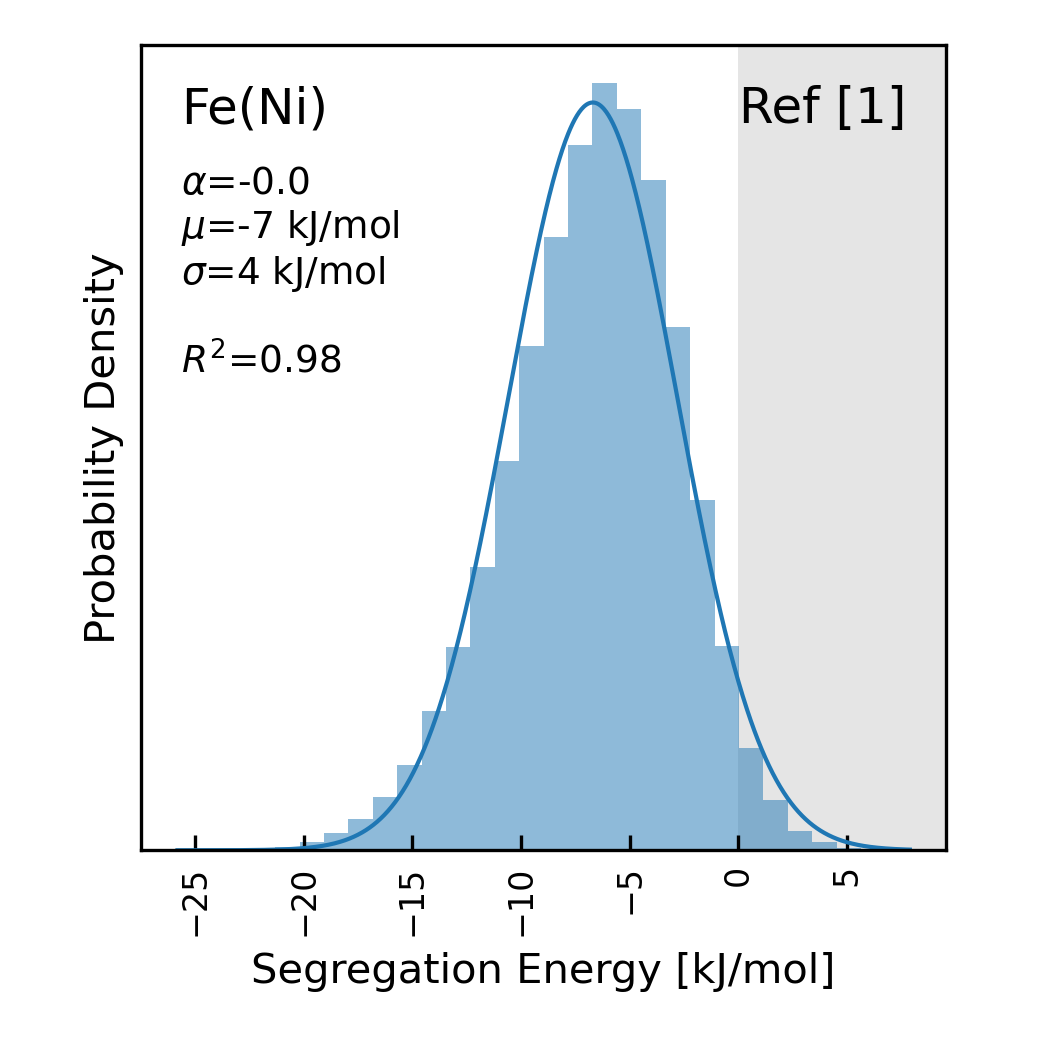 Fe(Ni)
Ref [1]
α=-0.0
μ=-7 kJ/mol
σ=4 kJ/mol
R²=0.98
Probability Density
−25 −20 −15 −10 −5 0 5
Segregation Energy [kJ/mol]